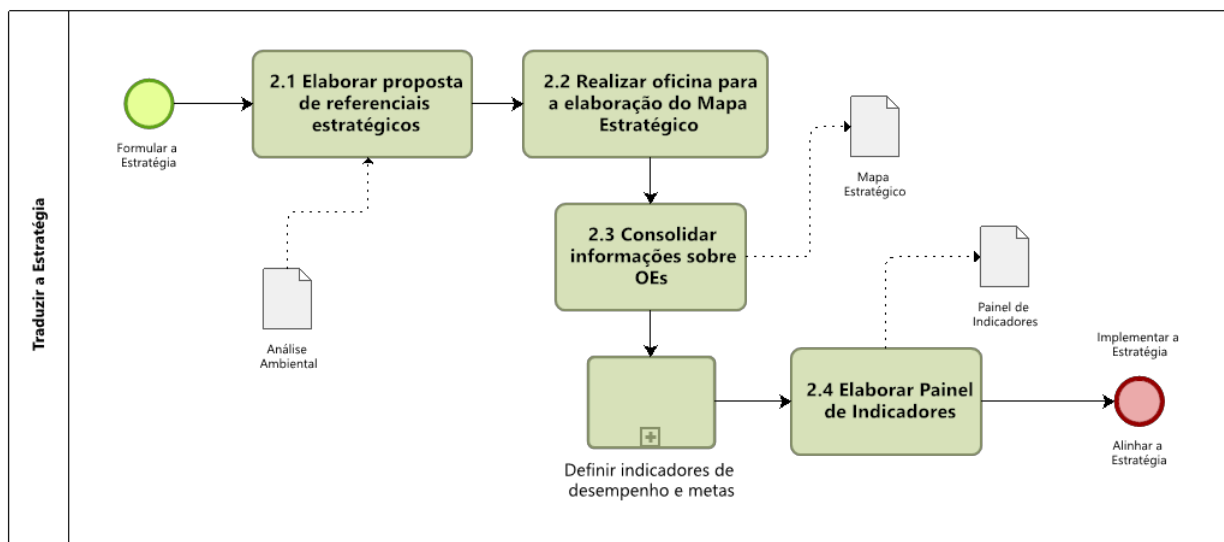 Traduzir a Estratégia
Formular a
Estratégia
2.1 Elaborar proposta
de referenciais
estratégicos
2.2 Realizar oficina para
a elaboração do Mapa
Estratégico
Mapa
Estratégico
2.3 Consolidar
informações sobre
OEs
Análise
Ambiental
Painel de
Indicadores
Definir indicadores de
desempenho e metas
2.4 Elaborar Painel
de Indicadores
Implementar a
Estratégia
Alinhar a
Estratégia